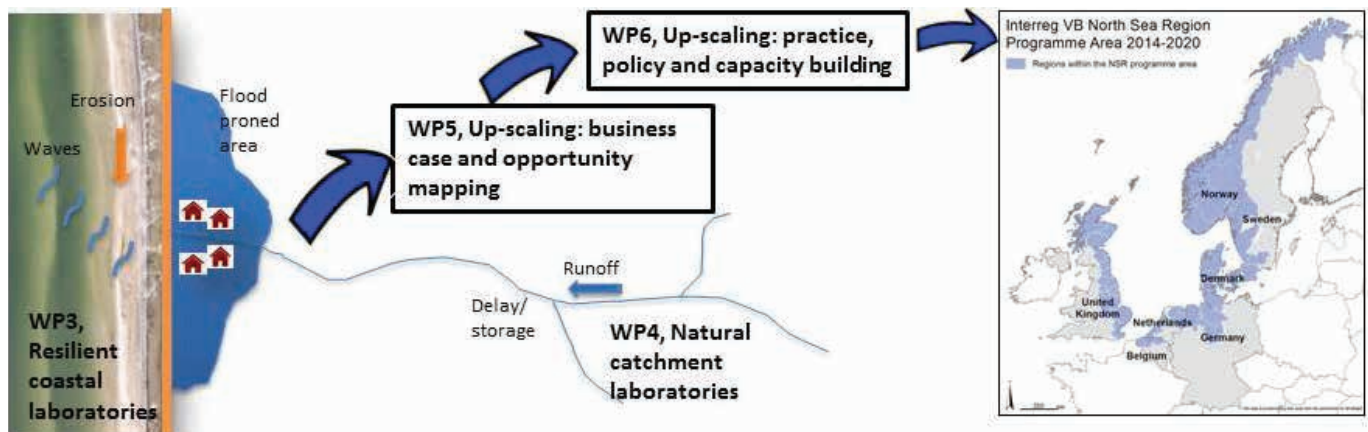 Erosion
Waves
WP3,
Resilient
coastal
laboratories
Flood
proned
area
WP5, Up-scaling: business
case and opportunity
mapping
WP6, Up-scaling: practice,
policy and capacity building
Delay/
storage
Runoff
WP4, Natural
catchment
laboratories
Interreg VB North Sea Region
Programme Area 2014-2020
Regions within the NSR programme area
Norway
Sweden
Denmark
United
Kingdom
Netherlands
Germany
Belgium